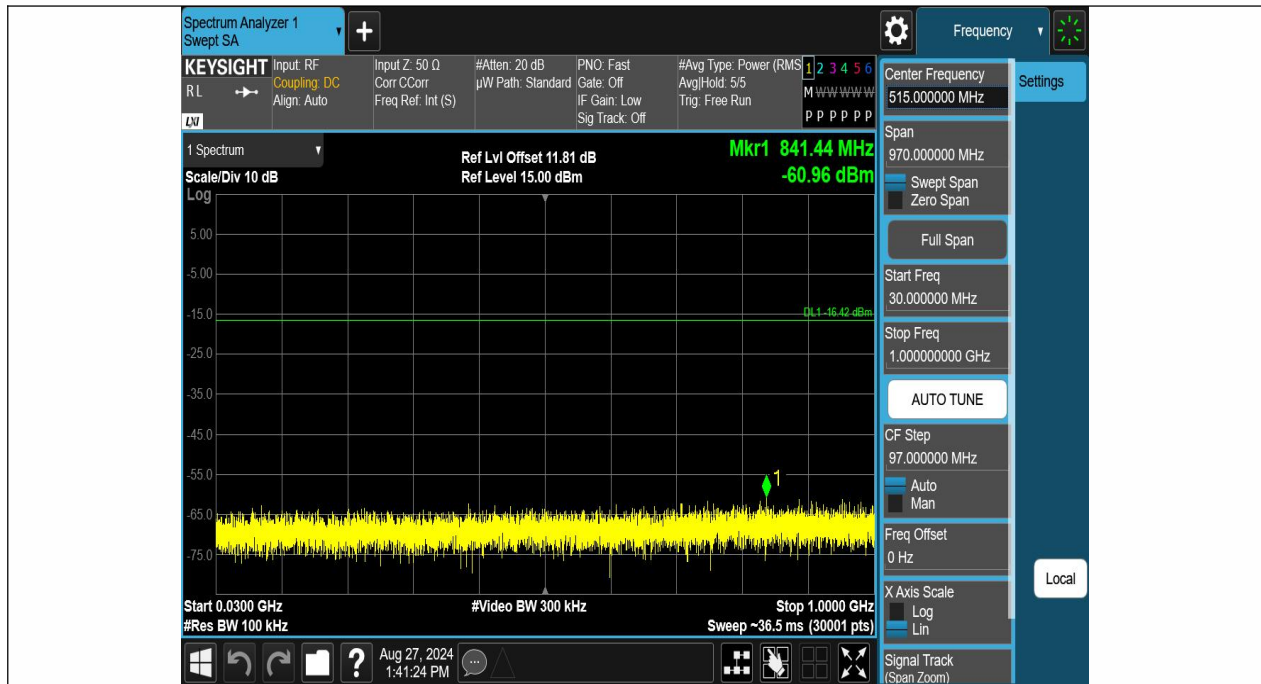 Spectrum Analyzer 1
Swept SA
+
Frequency
KEYSIGHT
RL
LXI
Input: RF
Coupling: DC
Align: Auto
Input Z: 50 Ω
Corr CCorr
Freq Ref: Int (S)
#Atten: 20 dB
µW Path: Standard
PNO: Fast
Gate: Off
IF Gain: Low
Sig Track: Off
#Avg Type: Power (RMS
Avg|Hold: 5/5
Trig: Free Run
1 2 3 4 5 6
M W W W W W
P P P P P P
1 Spectrum
Scale/Div 10 dB
Log
Ref Lvl Offset 11.81 dB
Ref Level 15.00 dBm
Mkr1 841.44 MHz
-60.96 dBm
5.00
-5.00
-15.0
DL1 -16.42 dBm
-25.0
-35.0
-45.0
-55.0
1
-65.0
-75.0
Start 0.0300 GHz
#Res BW 100 kHz
#Video BW 300 kHz
Stop 1.0000 GHz
Sweep ~36.5 ms (30001 pts)
?
Aug 27, 2024
1:41:24 PM
Center Frequency
515.000000 MHz
Span
970.000000 MHz
Swept Span
Zero Span
Full Span
Start Freq
30.000000 MHz
Stop Freq
1.000000000 GHz
AUTO TUNE
CF Step
97.000000 MHz
Auto
Man
Freq Offset
0 Hz
X Axis Scale
Log
Lin
Signal Track
(Span Zoom)
Settings
Local